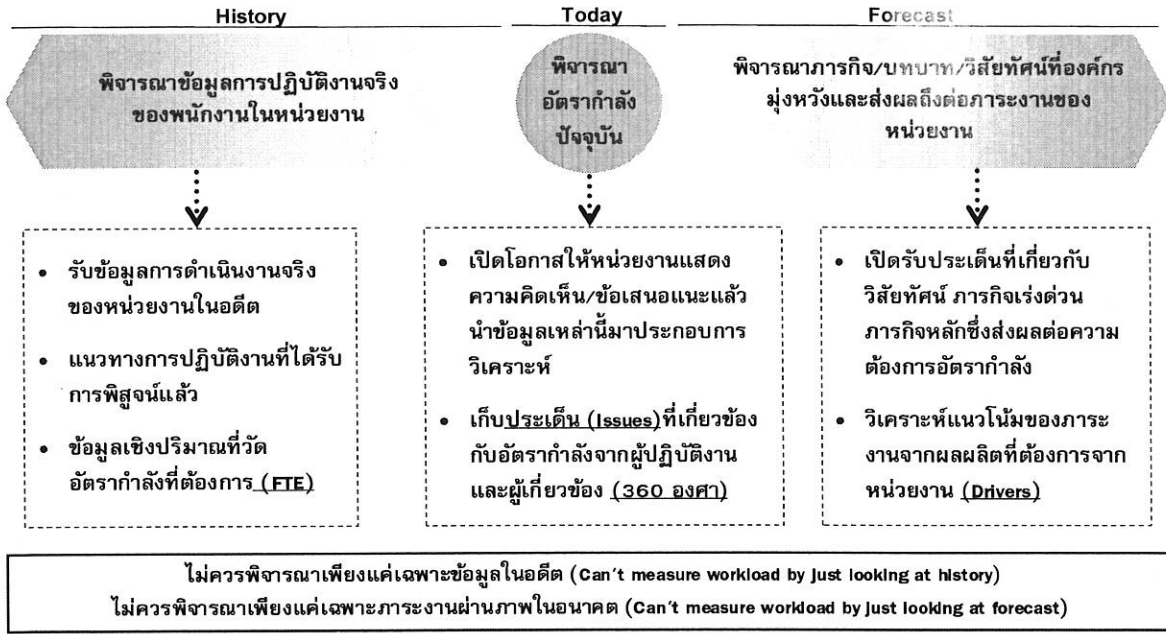 History
Today
Forecast
พิจารณาข้อมูลการปฏิบัติงานจริง
ของพนักงานในหน่วยงาน
พิจารณา
อัตรากำลัง
ปัจจุบัน
พิจารณาภารกิจ/บทบาท/วิสัยทัศน์ที่องค์กร
มุ่งหวังและส่งผลถึงต่อภาระงานของ
หน่วยงาน
• รับข้อมูลการดำเนินงานจริง
ของหน่วยงานในอดีต
• แนวทางการปฏิบัติงานที่ได้รับ
การพิสูจน์แล้ว
• ข้อมูลเชิงปริมาณที่วัด
อัตรากำลังที่ต้องการ (FTE)
• เปิดโอกาสให้หน่วยงานแสดง
ความคิดเห็น/ข้อเสนอแนะแล้ว
นำข้อมูลเหล่านี้มาประกอบการ
วิเคราะห์
• เก็บประเด็น (Issues)ที่เกี่ยวข้อง
กับอัตรากำลังจากผู้ปฏิบัติงาน
และผู้เกี่ยวข้อง (360 องศา)
• เปิดรับประเด็นที่เกี่ยวกับ
วิสัยทัศน์ ภารกิจเร่งด่วน
ภารกิจหลักซึ่งส่งผลต่อความ
ต้องการอัตรากำลัง
• วิเคราะห์แนวโน้มของภาระ
งานจากผลผลิตที่ต้องการจาก
หน่วยงาน (Drivers)
ไม่ควรพิจารณาเพียงแค่เฉพาะข้อมูลในอดีต (Can't measure workload by just looking at history)
ไม่ควรพิจารณาเพียงแค่เฉพาะภาระงานผ่านภาพในอนาคต (Can't measure workload by just looking at forecast)